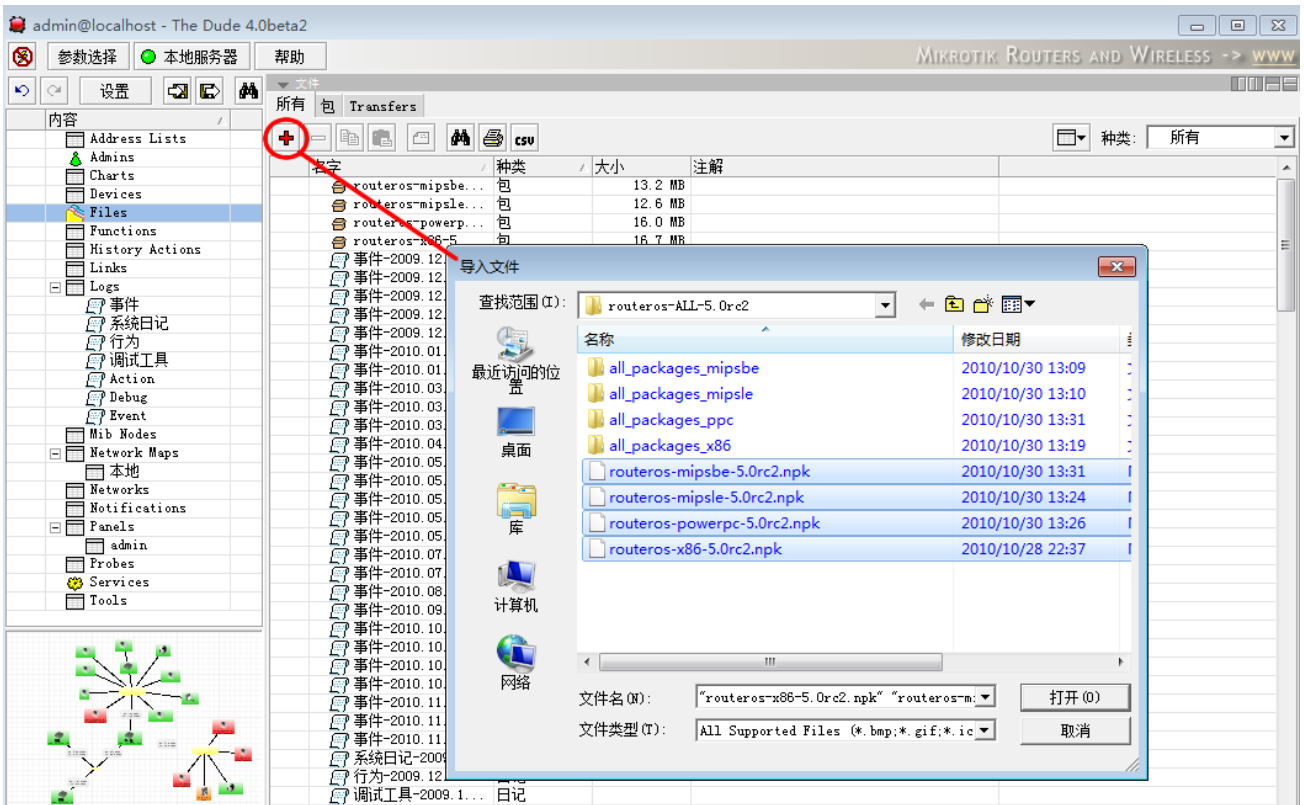 admin@localhost - The Dude 4.0beta2
参数选择 本地服务器 帮助 MIKROTIK ROUTERS AND WIRELESS -> WWW
设置
文件
所有 包 Transfers
csv 种类: 所有
内容
Address Lists
Admins
Charts
Devices
Files
Functions
History Actions
Links
Logs
事件
系统日记
行为
调试工具
Action
Debug
Event
Mib Nodes
Network Maps
本地
Networks
Notifications
Panels
admin
Probes
Services
Tools
名字 种类 大小 注解
routeros-mipsbe... 包 13.2 MB
routeros-mipsle... 包 12.6 MB
routeros-powerp... 包 16.0 MB
routeros-x86-5 包 16.7 MB
事件-2009.12.
事件-2009.12.
事件-2009.12.
事件-2009.12.
事件-2009.12.
事件-2010.01.
事件-2010.01.
事件-2010.03.
事件-2010.03.
事件-2010.03.
事件-2010.04.
事件-2010.05.
事件-2010.05.
事件-2010.05.
事件-2010.05.
事件-2010.05.
事件-2010.07.
事件-2010.07.
事件-2010.08.
事件-2010.09.
事件-2010.10.
事件-2010.10.
事件-2010.10.
事件-2010.10.
事件-2010.11.
事件-2010.11.
事件-2010.11.
系统日记-2009
行为-2009.12.
调试工具-2009.1... 日记
导入文件
查找范围(I): routeros-ALL-5.0rc2
最近访问的位置
桌面
库
计算机
网络
名称 修改日期
all_packages_mipsbe 2010/10/30 13:09
all_packages_mipsle 2010/10/30 13:10
all_packages_ppc 2010/10/30 13:31
all_packages_x86 2010/10/30 13:19
routeros-mipsbe-5.0rc2.npk 2010/10/30 13:31
routeros-mipsle-5.0rc2.npk 2010/10/30 13:24
routeros-powerpc-5.0rc2.npk 2010/10/30 13:26
routeros-x86-5.0rc2.npk 2010/10/28 22:37
文件名(N): "routeros-x86-5.0rc2.npk" "routeros-m: 打开(O)
文件类型(T): All Supported Files (*.bmp;*.gif;*.ic 取消